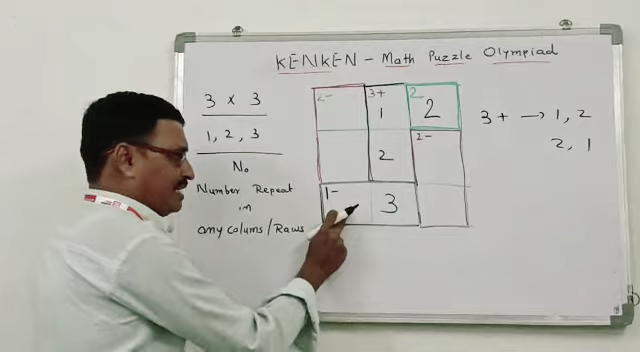 KENKEN - Math Puzzle Olympiad
3 x 3
1, 2, 3
No
Number Repeat
in
any colums/Raws
2-
3+
1
2
2
2
2-
1-
3
3+ → 1, 2
2, 1